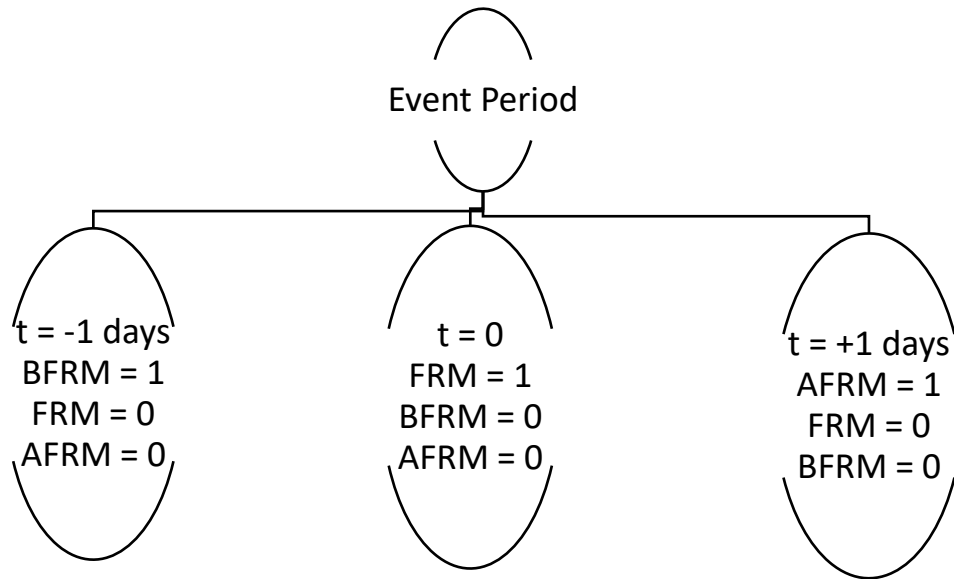 Event Period
t = -1 days
BFRM = 1
FRM = 0
AFRM = 0
t = 0
FRM = 1
BFRM = 0
AFRM = 0
t = +1 days
AFRM = 1
FRM = 0
BFRM = 0